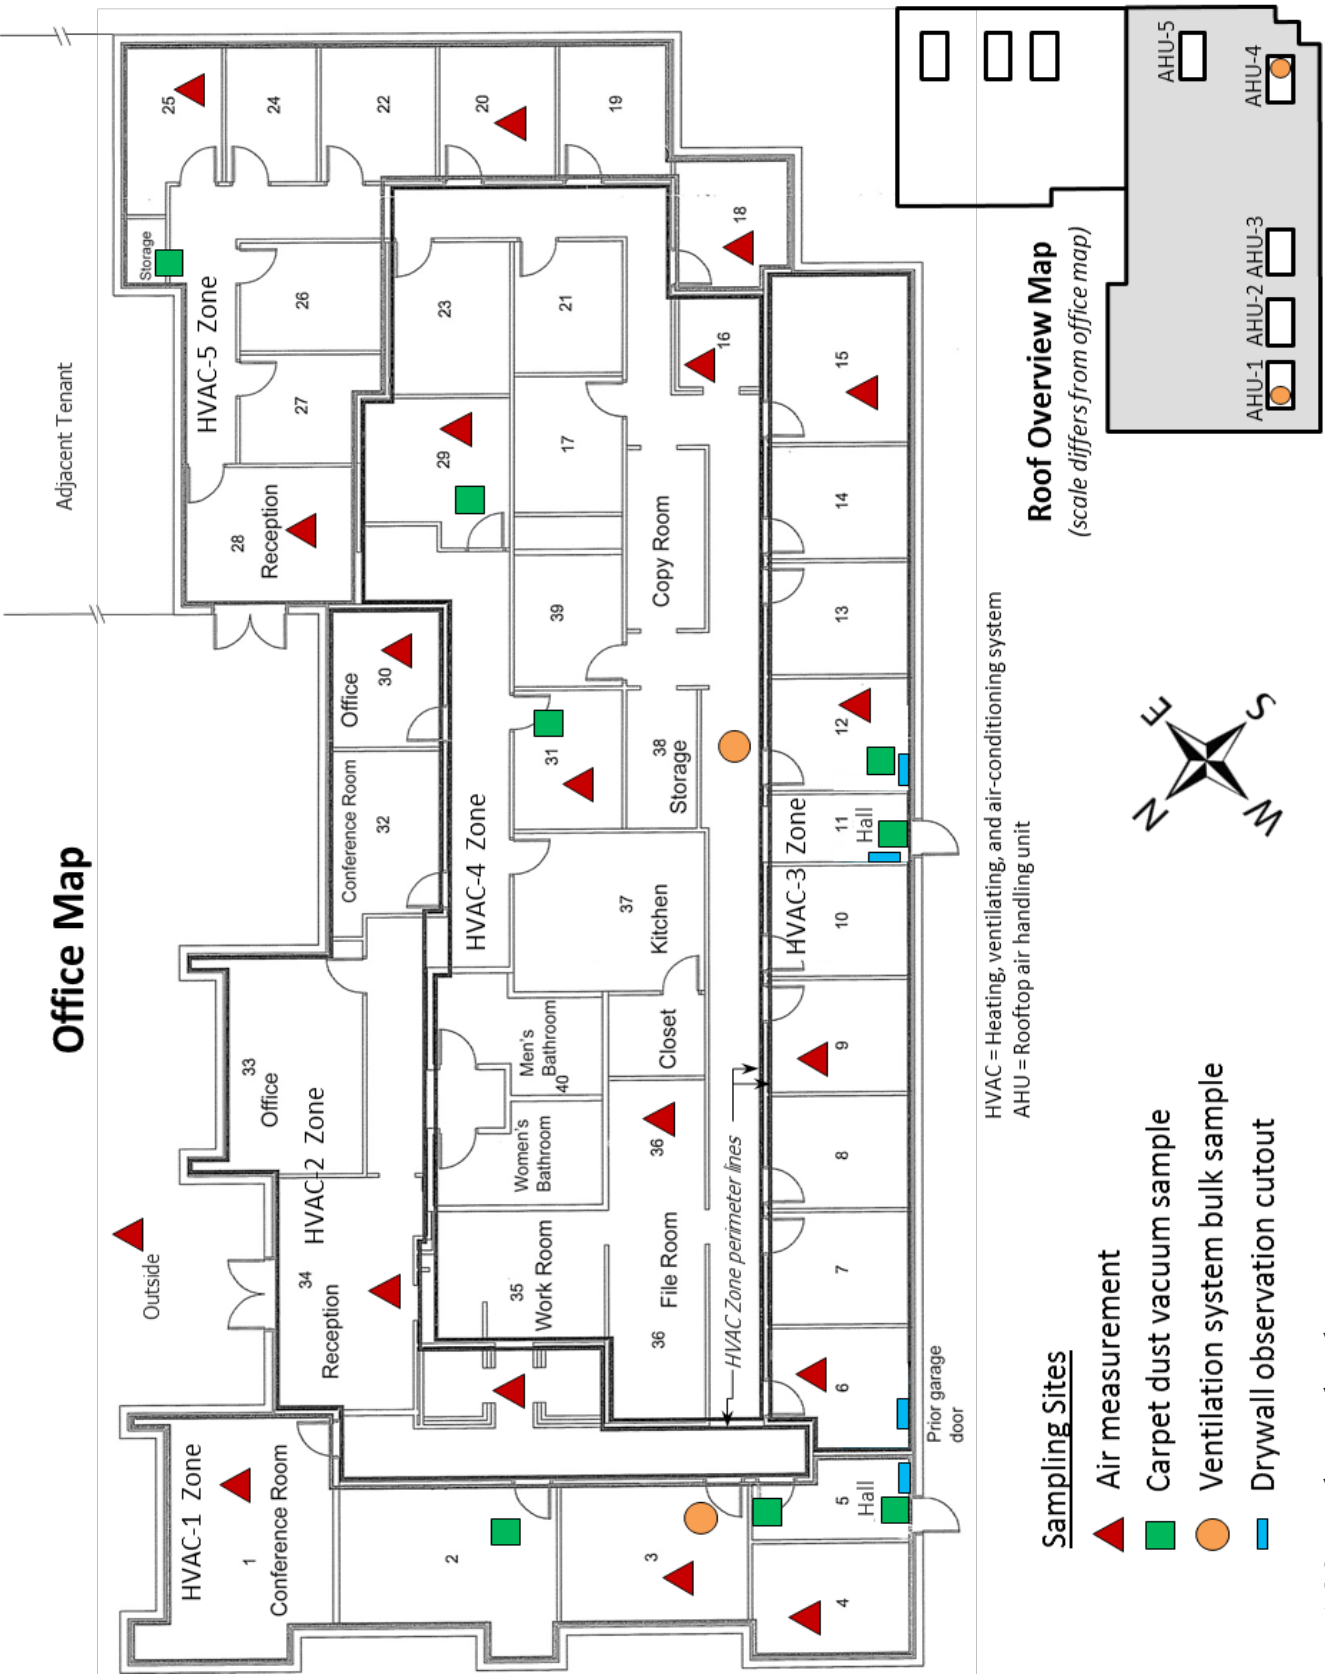 Office Map
Adjacent Tenant
Outside
HVAC-1 Zone
1
Conference Room
2
3
4
5
Hall
Prior garage
door
34
Reception
HVAC-2 Zone
33
Office
Conference Room
32
Office
30
28
Reception
HVAC-5 Zone
27
26
Storage
25
24
22
20
19
18
35
Work Room
Women's
Bathroom
Men's
Bathroom
40
HVAC-4 Zone
36
File Room
36
Closet
37
Kitchen
31
38
Storage
39
Copy Room
29
17
23
21
16
HVAC Zone perimeter lines
6
7
8
9
10
HVAC-3 Zone
11
Hall
12
13
14
15
HVAC = Heating, ventilating, and air-conditioning system
AHU = Rooftop air handling unit
Sampling Sites
Air measurement
Carpet dust vacuum sample
Ventilation system bulk sample
Drywall observation cutout
N
E
S
W
Roof Overview Map
(scale differs from office map)
AHU-1
AHU-2
AHU-3
AHU-4
AHU-5